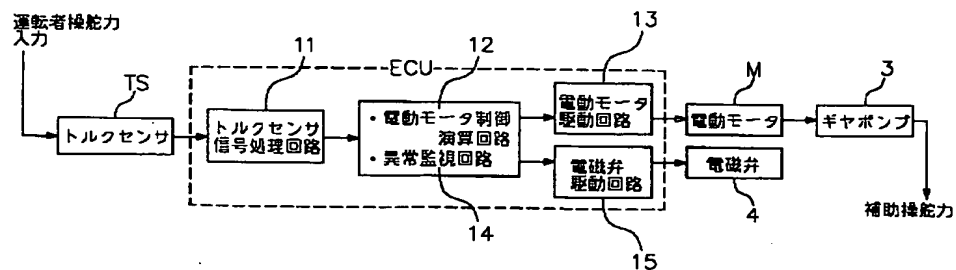 運転者操舵力
入力
TS
トルクセンサ
ECU
11
トルクセンサ
信号処理回路
12
・電動モータ制御
演算回路
・異常監視回路
14
13
電動モータ
駆動回路
電磁弁
駆動回路
15
M
電動モータ
電磁弁
4
3
ギヤポンプ
補助操舵力